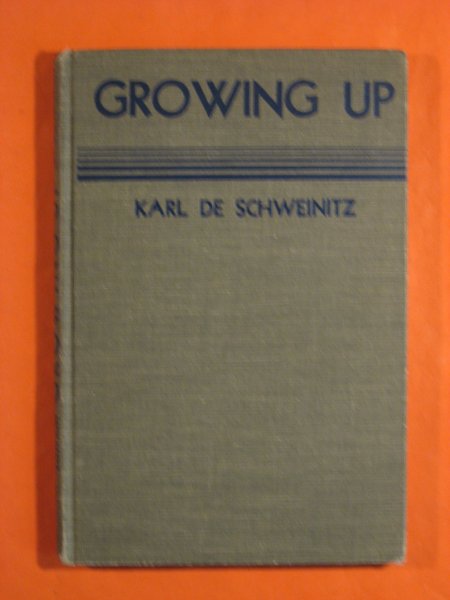 GROWING UP
KARL DE SCHWEINITZ